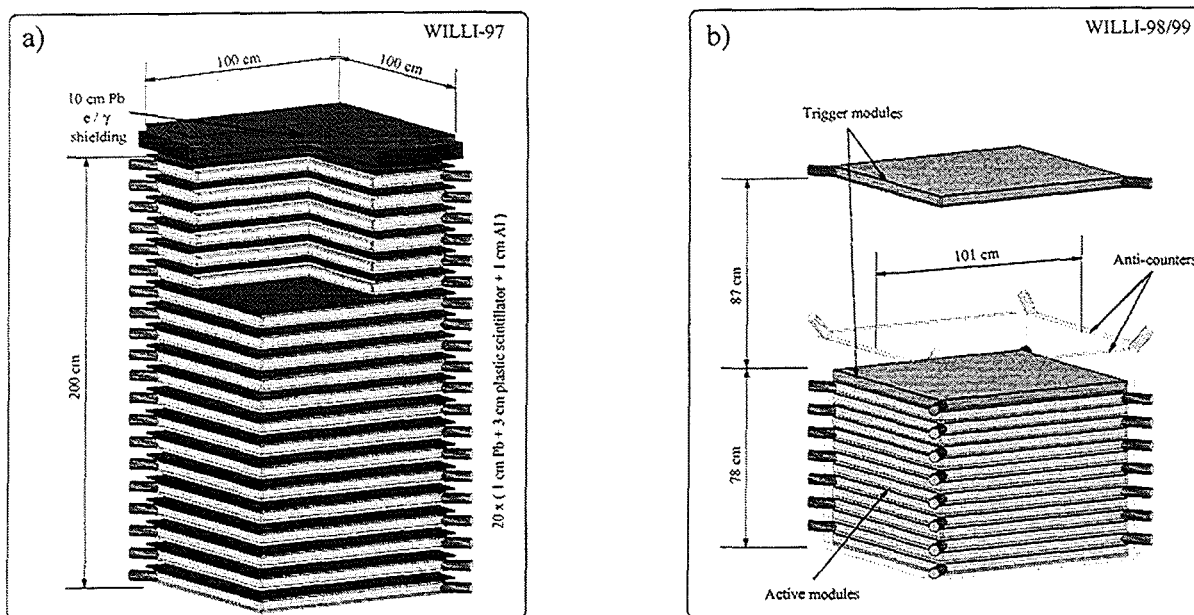 a)
WILLI-97
100 cm
100 cm
10 cm Pb
e / γ
shielding
200 cm
20 x ( 1 cm Pb + 3 cm plastic scintillator + 1 cm Al )
b)
WILLI-98/99
Trigger modules
87 cm
101 cm
Anti-counters
78 cm
Active modules